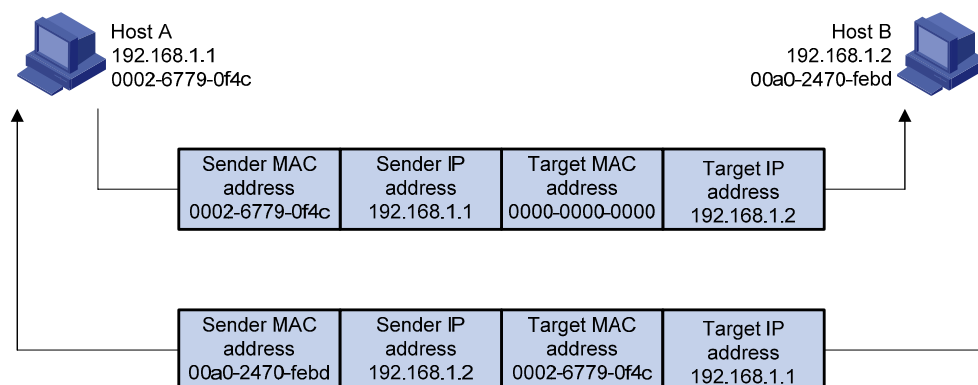 Host A
192.168.1.1
0002-6779-0f4c
Host B
192.168.1.2
00a0-2470-febd
Sender MAC
address
0002-6779-0f4c
Sender IP
address
192.168.1.1
Target MAC
address
0000-0000-0000
Target IP
address
192.168.1.2
Sender MAC
address
00a0-2470-febd
Sender IP
address
192.168.1.2
Target MAC
address
0002-6779-0f4c
Target IP
address
192.168.1.1